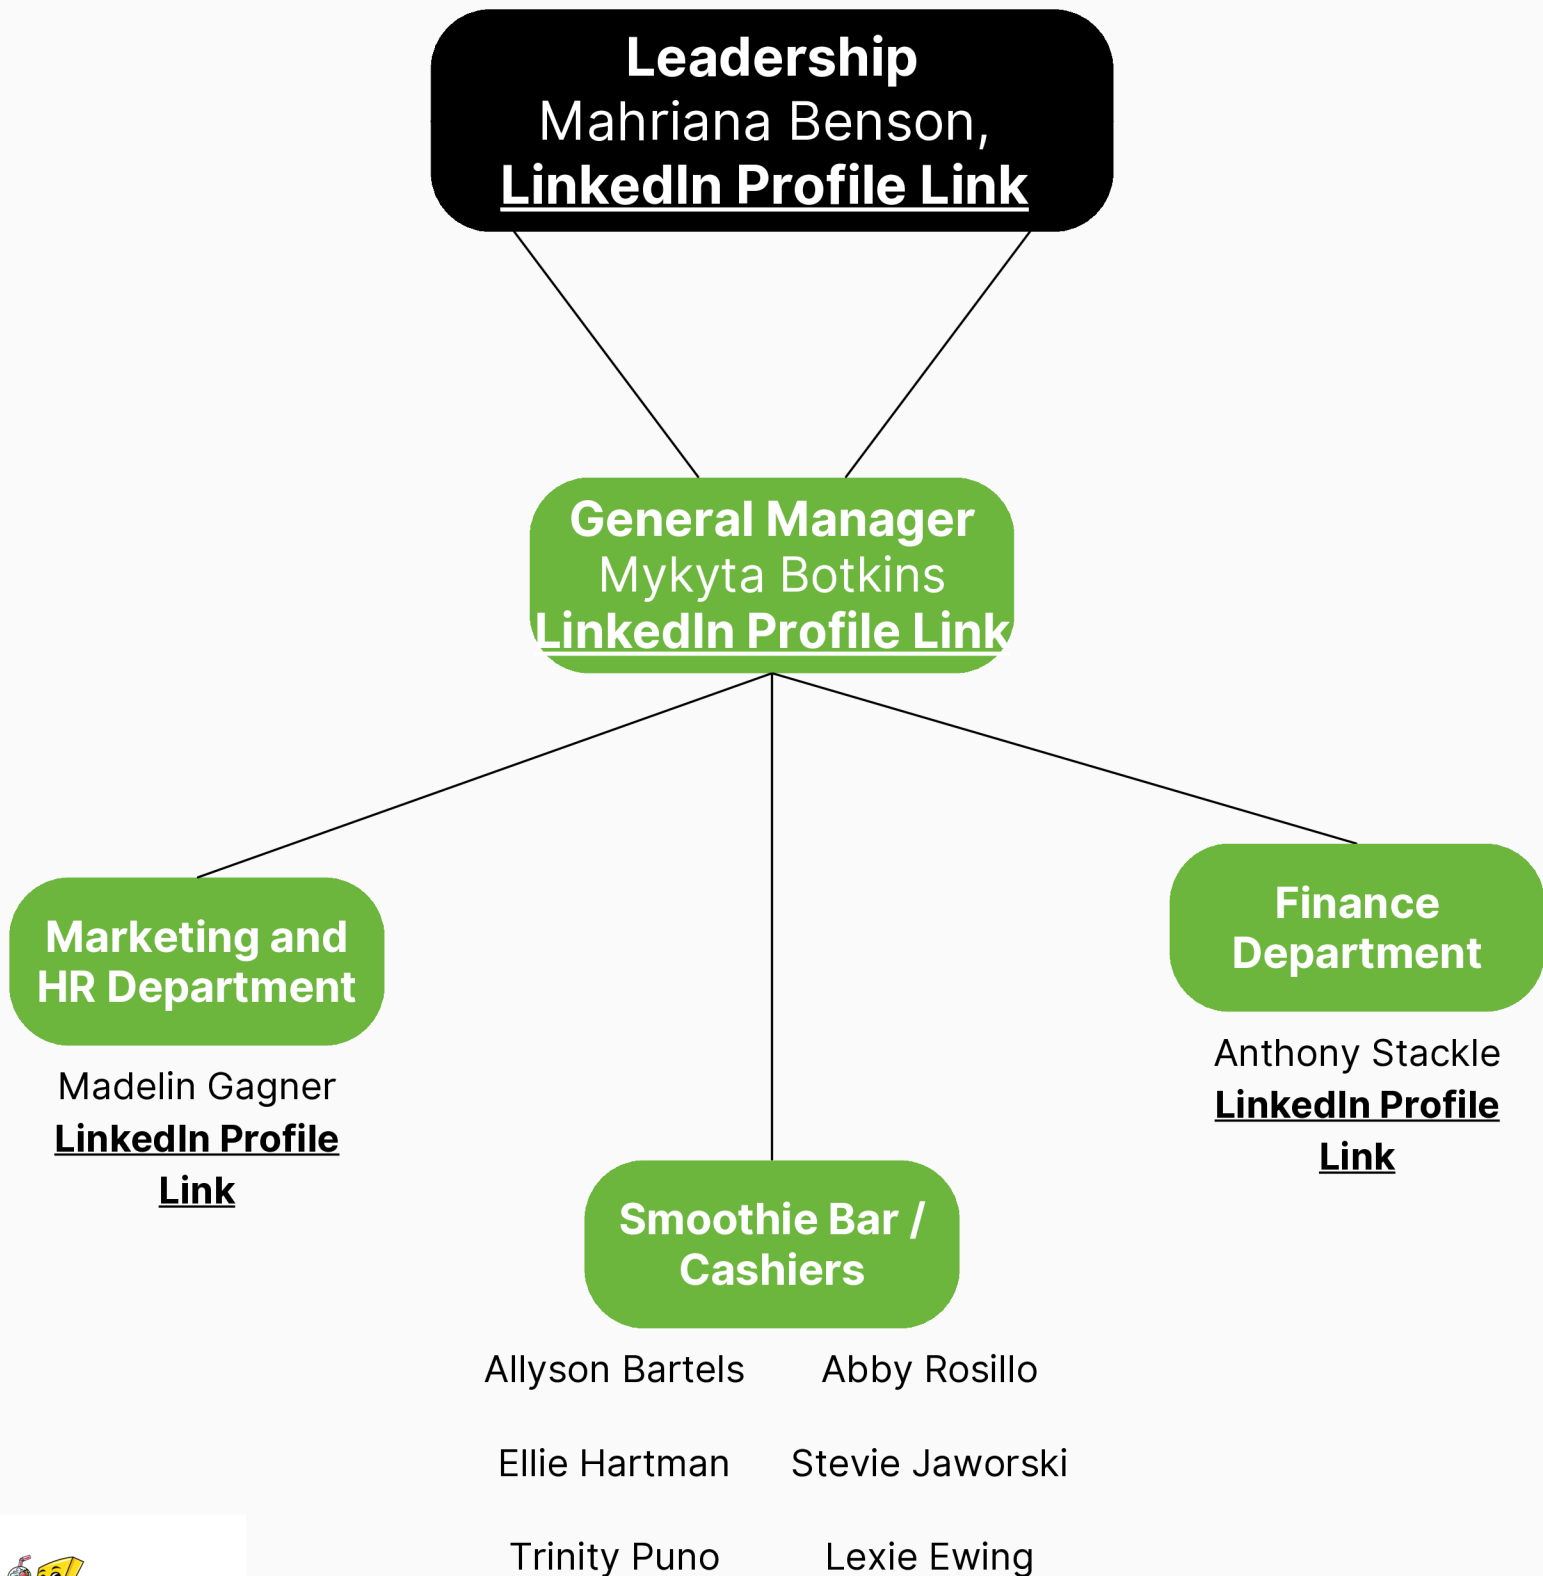 Leadership
Mahriana Benson,
LinkedIn Profile Link
General Manager
Mykyta Botkins
LinkedIn Profile Link
Marketing and
HR Department
Madelin Gagner
LinkedIn Profile
Link
Finance
Department
Anthony Stackle
LinkedIn Profile
Link
Smoothie Bar /
Cashiers
Allyson Bartels
Abby Rosillo
Ellie Hartman
Stevie Jaworski
Trinity Puno
Lexie Ewing